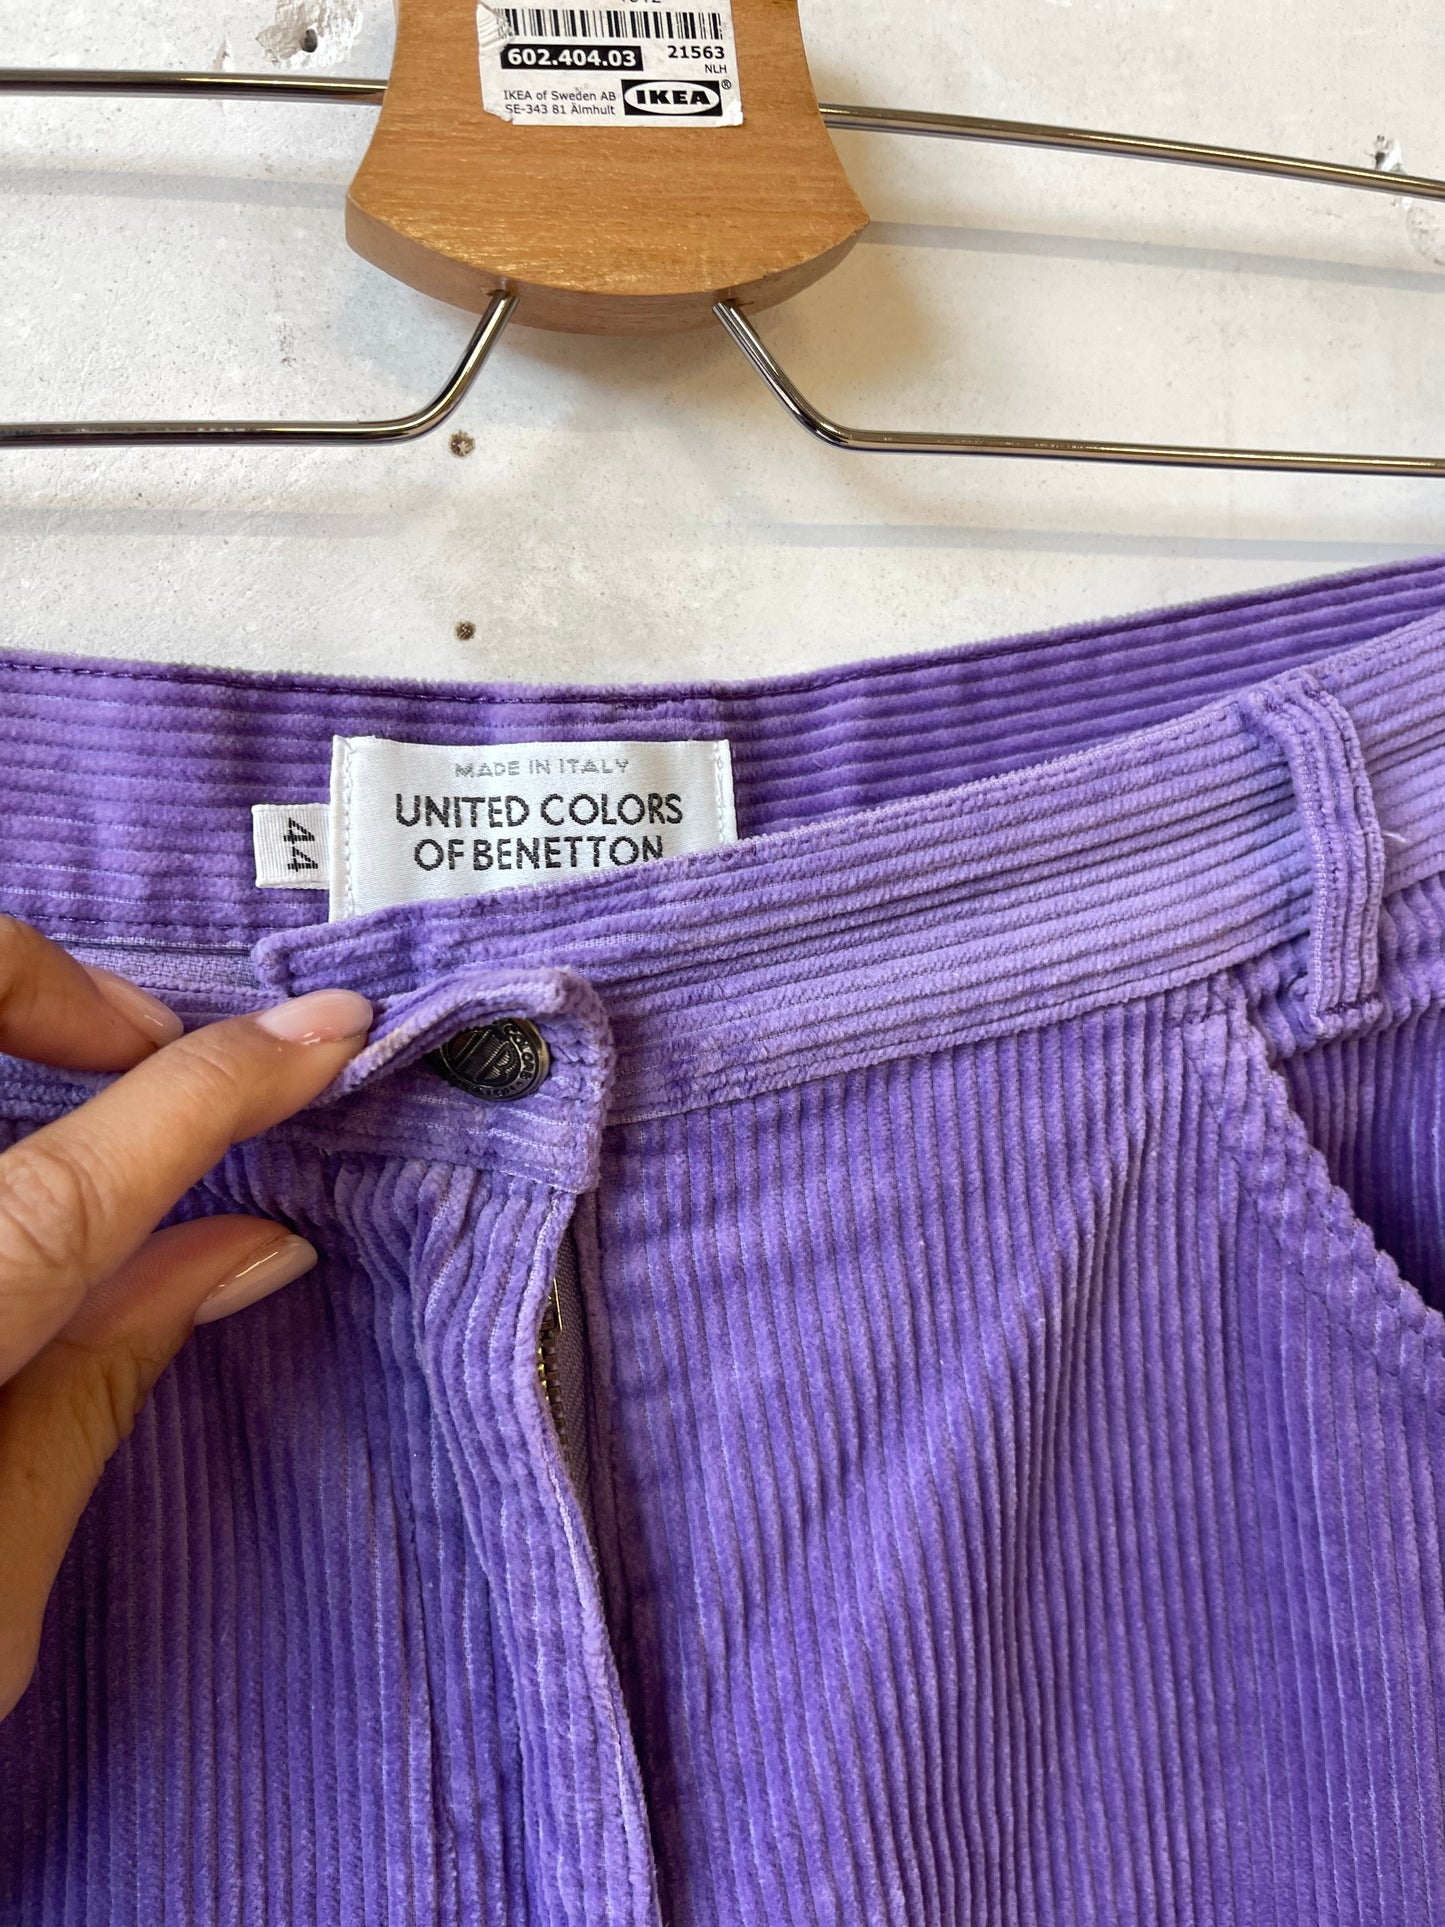 602.404.03 21563
NLH
IKEA of Sweden AB
SE-343 81 Älmhult
IKEA®
MADE IN ITALY
UNITED COLORS
OF BENETTON
44